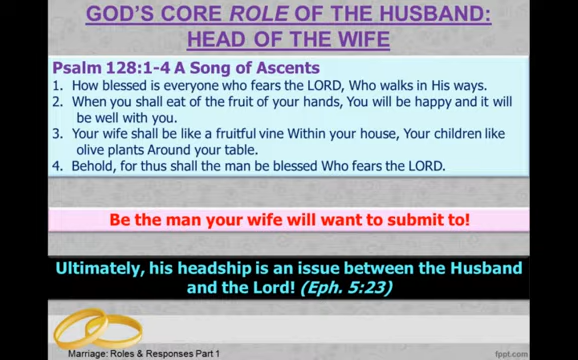 GOD'S CORE ROLE OF THE HUSBAND:
HEAD OF THE WIFE
Psalm 128:1-4 A Song of Ascents
1. How blessed is everyone who fears the LORD, Who walks in His ways.
2. When you shall eat of the fruit of your hands, You will be happy and it will
be well with you.
3. Your wife shall be like a fruitful vine Within your house, Your children like
olive plants Around your table.
4. Behold, for thus shall the man be blessed Who fears the LORD.
Be the man your wife will want to submit to!
Ultimately, his headship is an issue between the Husband
and the Lord! (Eph. 5:23)
Marriage: Roles & Responses Part 1
fppt.com